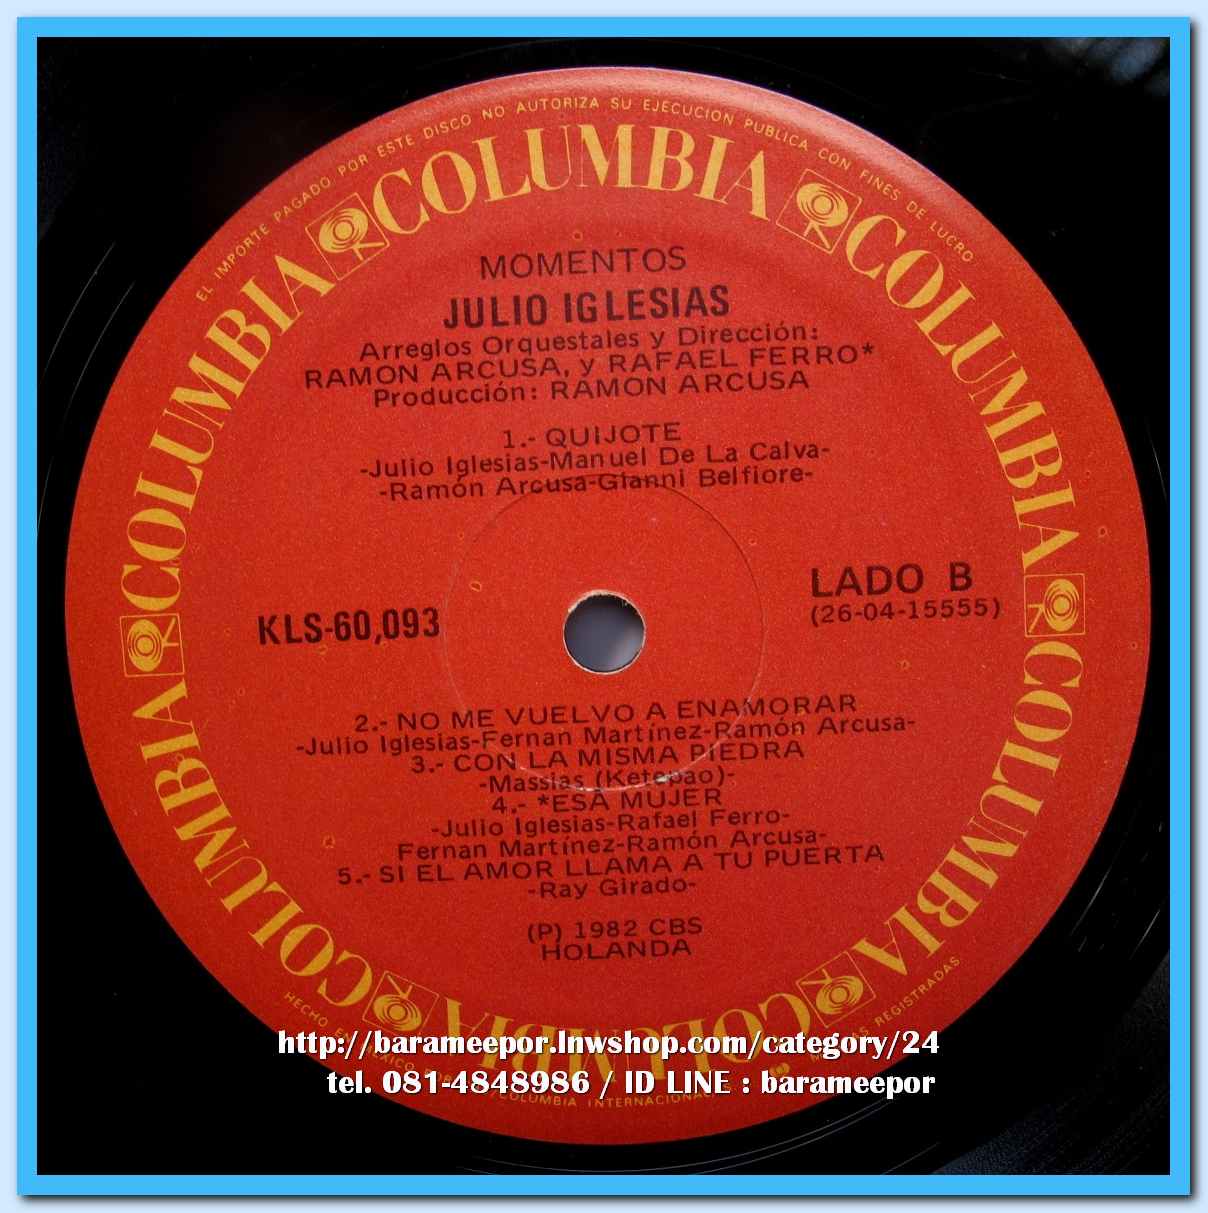 EL IMPORTE PAGADO POR ESTE DISCO NO AUTORIZA SU EJECUCION PUBLICA CON FINES DE LUCRO
COLUMBIA COLUMBIA COLUMBIA COLUMBIA COLUMBIA COLUMBIA
MOMENTOS
JULIO IGLESIAS
Arreglos Orquestales y Dirección:
RAMON ARCUSA, y RAFAEL FERRO*
Producción: RAMON ARCUSA
1.- QUIJOTE
-Julio Iglesias-Manuel De La Calva-
-Ramón Arcusa-Gianni Belfiore-
LADO B
(26-04-15555)
KLS-60,093
2.- NO ME VUELVO A ENAMORAR
-Julio Iglesias-Fernan Martínez-Ramón Arcusa-
3.- CON LA MISMA PIEDRA
-Massias (Ketepao)-
4.- *ESA MUJER
-Julio Iglesias-Rafael Ferro-
Fernan Martínez-Ramón Arcusa-
5.- SI EL AMOR LLAMA A TU PUERTA
-Ray Girado-
(P) 1982 CBS
HOLANDA
HECHO EN MEXICO COLUMBIA INTERNACIONAL REGISTRADAS
http://barameepor.lnwshop.com/category/24
tel. 081-4848986 / ID LINE : barameepor